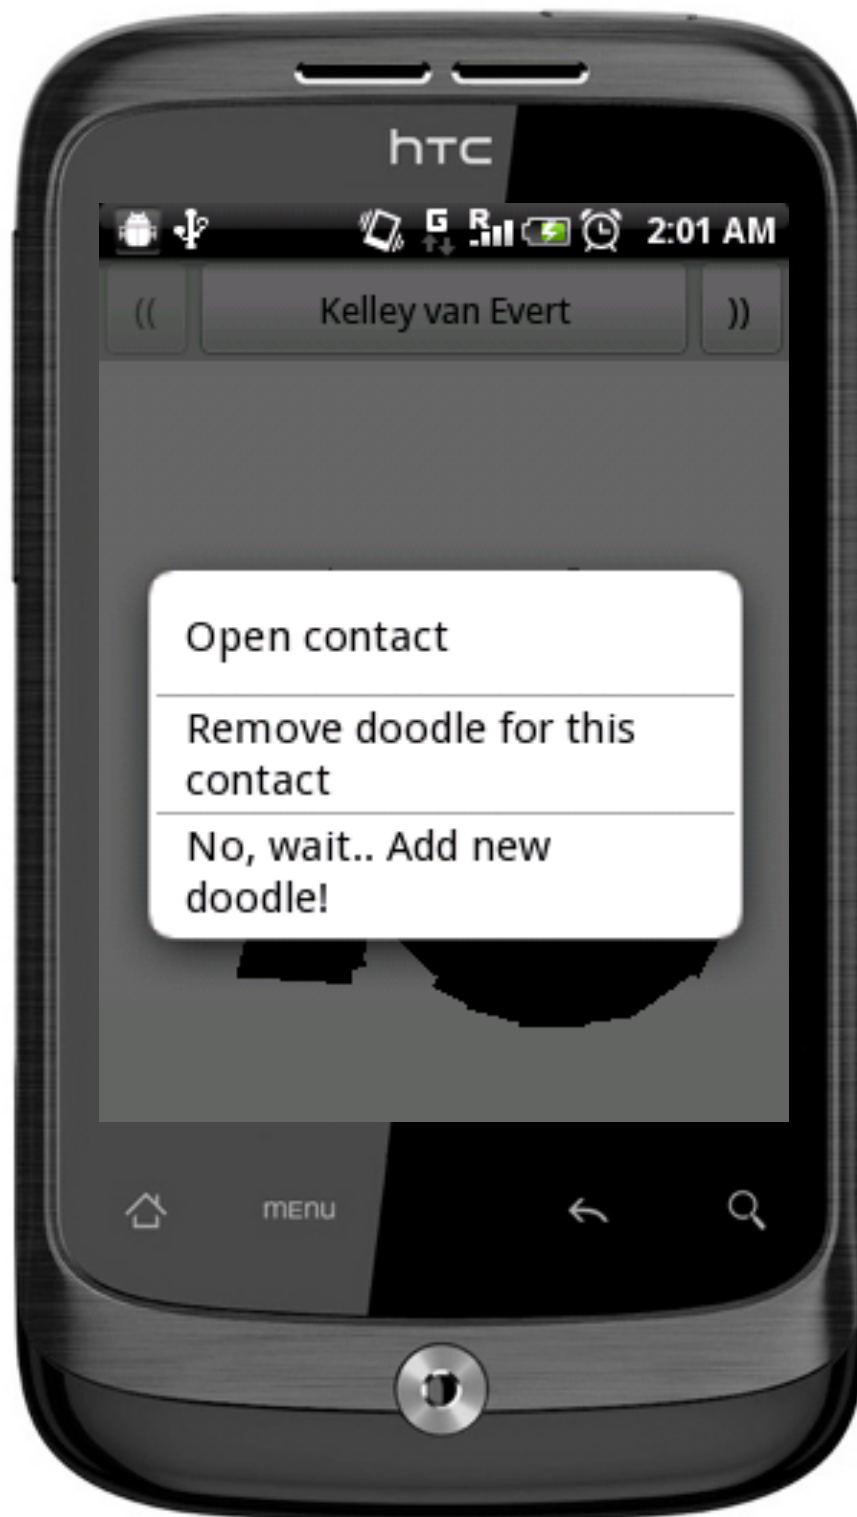 hTC
G R 2:01 AM
(( Kelley van Evert ))
Open contact
Remove doodle for this
contact
No, wait.. Add new
doodle!
MENU